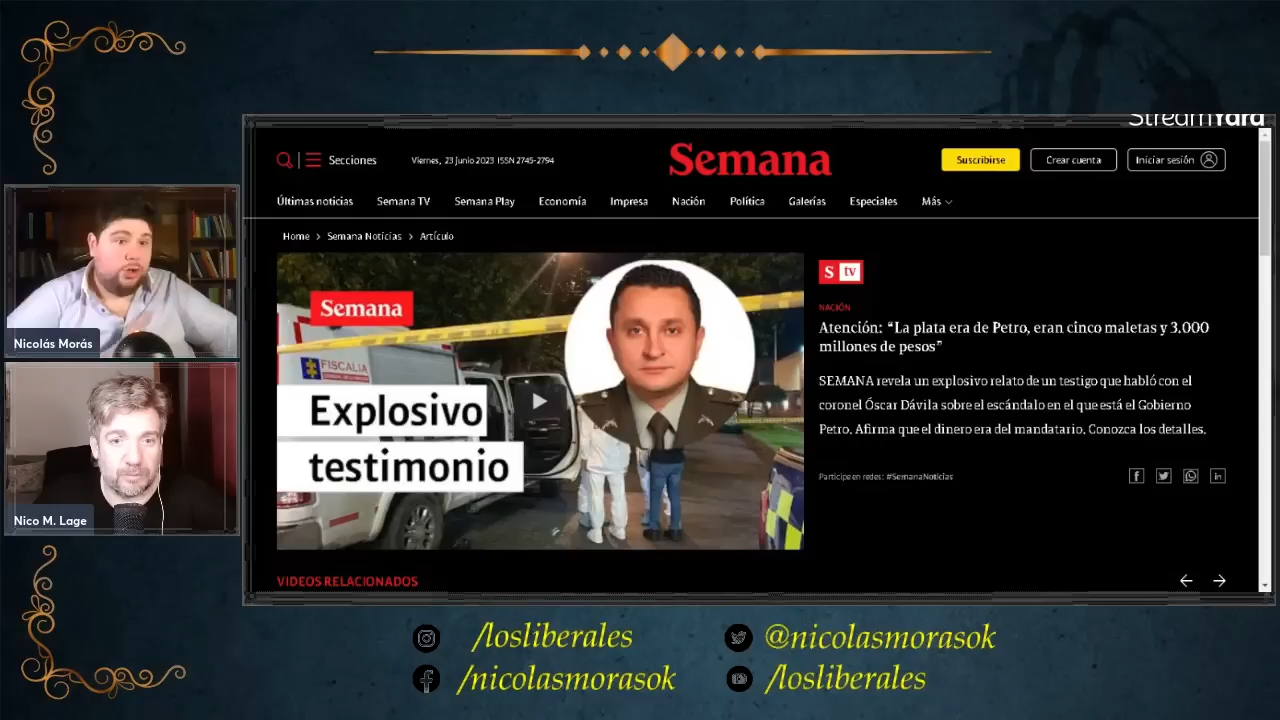 StreamYard
Secciones
Viernes, 23 Junio 2023 ISSN 2745-2794
Semana
Suscribirse
Crear cuenta
Iniciar sesión
Últimas noticias
Semana TV
Semana Play
Economía
Impresa
Nación
Política
Galerías
Especiales
Más
Home > Semana Noticias > Artículo
Semana
FISCALIA
Explosivo
testimonio
S tv
NACIÓN
Atención: “La plata era de Petro, eran cinco maletas y 3.000
millones de pesos”
SEMANA revela un explosivo relato de un testigo que habló con el
coronel Óscar Dávila sobre el escándalo en el que está el Gobierno
Petro. Afirma que el dinero era del mandatario. Conozca los detalles.
Participe en redes: #SemanaNoticias
VIDEOS RELACIONADOS
Nicolás Morás
Nico M. Lage
/losliberales
@nicolasmorasok
/nicolasmorasok
/losliberales